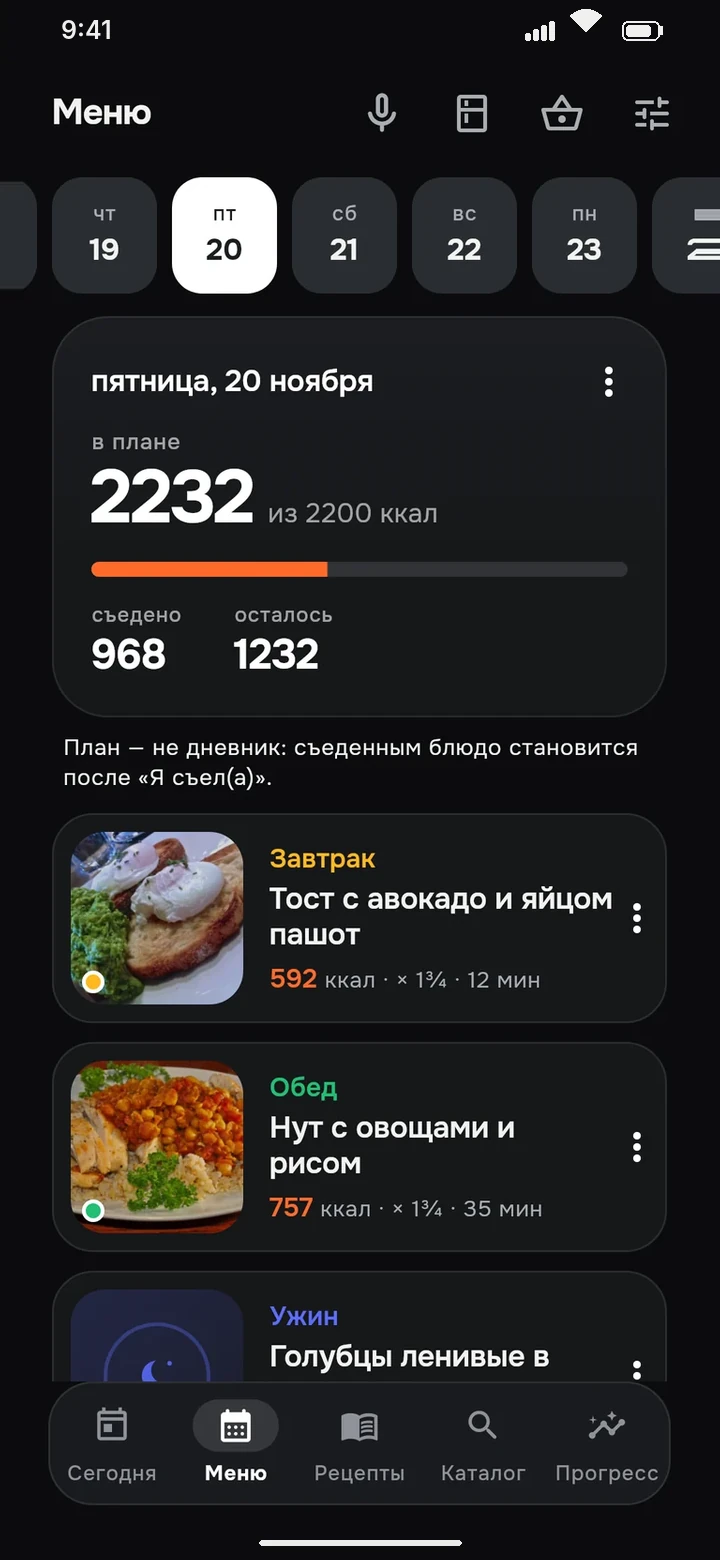 9:41
Меню
чт
19
пт
20
сб
21
вс
22
пн
23
пятница, 20 ноября
в плане
2232 из 2200 ккал
съедено осталось
968 1232
План — не дневник: съеденным блюдо становится
после «Я съел(а)».
Завтрак
Тост с авокадо и яйцом
пашот
592 ккал · × 1¾ · 12 мин
Обед
Нут с овощами и
рисом
757 ккал · × 1¾ · 35 мин
Ужин
Голубцы ленивые в
Сегодня Меню Рецепты Каталог Прогресс